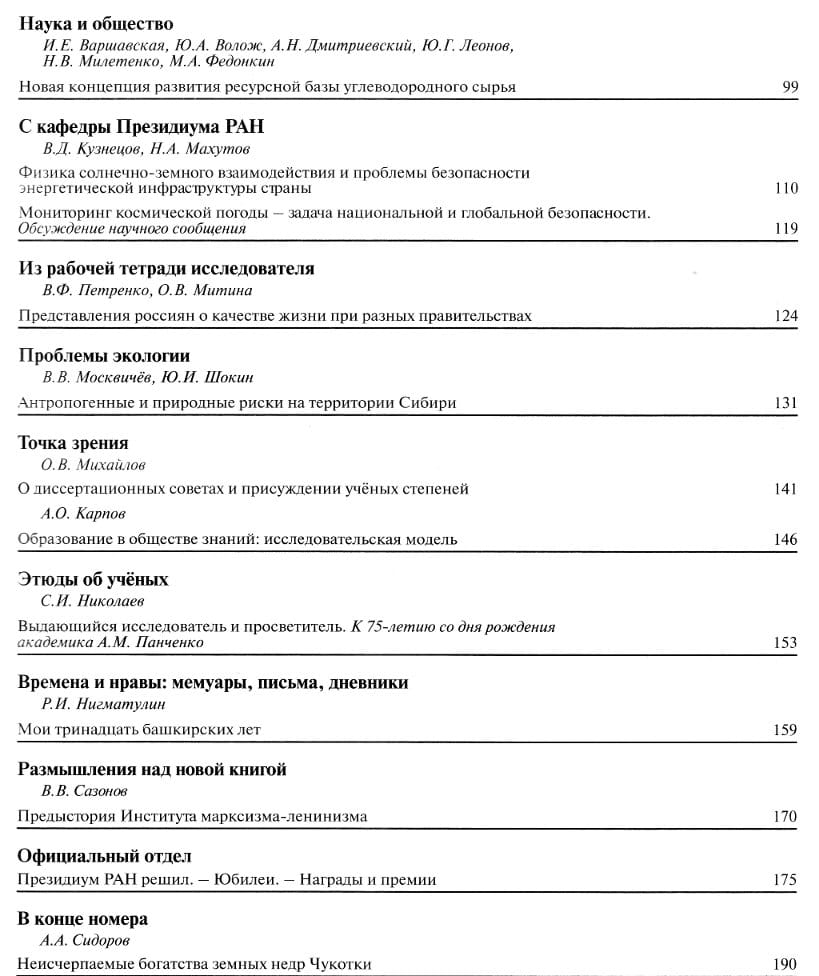 Наука и общество
И.Е. Варшавская, Ю.А. Волож, А.Н. Дмитриевский, Ю.Г. Леонов,
Н.В. Милетенко, М.А. Федонкин
Новая концепция развития ресурсной базы углеводородного сырья 99
С кафедры Президиума РАН
В.Д. Кузнецов, Н.А. Махутов
Физика солнечно-земного взаимодействия и проблемы безопасности
энергетической инфраструктуры страны 110
Мониторинг космической погоды – задача национальной и глобальной безопасности.
Обсуждение научного сообщения 119
Из рабочей тетради исследователя
В.Ф. Петренко, О.В. Митина
Представления россиян о качестве жизни при разных правительствах 124
Проблемы экологии
В.В. Москвичёв, Ю.И. Шокин
Антропогенные и природные риски на территории Сибири 131
Точка зрения
О.В. Михайлов
О диссертационных советах и присуждении учёных степеней 141
А.О. Карпов
Образование в обществе знаний: исследовательская модель 146
Этюды об учёных
С.И. Николаев
Выдающийся исследователь и просветитель. К 75-летию со дня рождения
академика А.М. Панченко 153
Времена и нравы: мемуары, письма, дневники
Р.И. Нигматулин
Мои тринадцать башкирских лет 159
Размышления над новой книгой
В.В. Сазонов
Предыстория Института марксизма-ленинизма 170
Официальный отдел
Президиум РАН решил. – Юбилеи. – Награды и премии 175
В конце номера
А.А. Сидоров
Неисчерпаемые богатства земных недр Чукотки 190